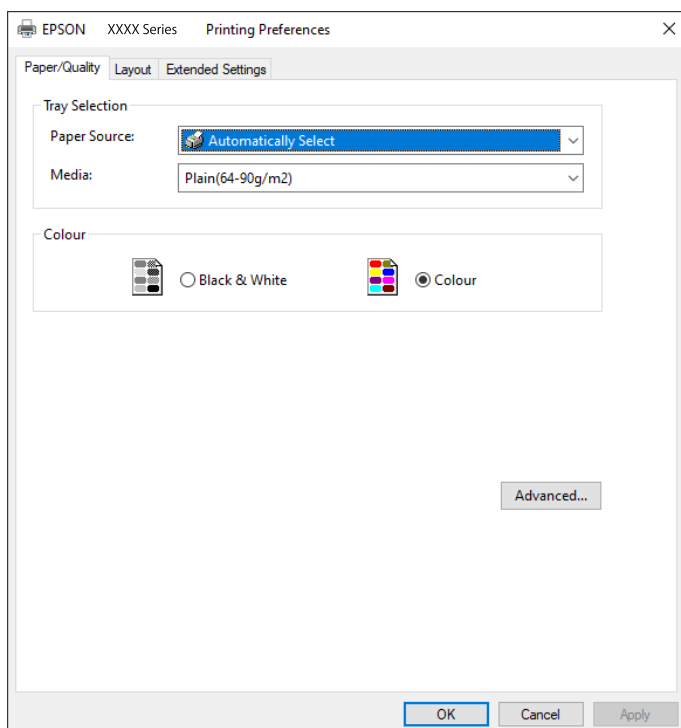 EPSON XXXX Series Printing Preferences
Paper/Quality Layout Extended Settings
Tray Selection
Paper Source: Automatically Select
Media: Plain(64-90g/m2)
Colour
Black & White Colour
Advanced...
OK Cancel Apply